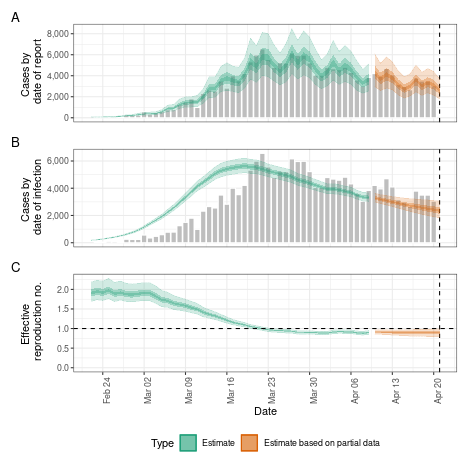 A
Cases by
date of report
8,000
6,000
4,000
2,000
0
B
Cases by
date of infection
6,000
4,000
2,000
0
C
Effective
reproduction no.
2.0
1.5
1.0
0.5
0.0
Feb 24
Mar 02
Mar 09
Mar 16
Mar 23
Mar 30
Apr 06
Apr 13
Apr 20
Date
Type
Estimate
Estimate based on partial data